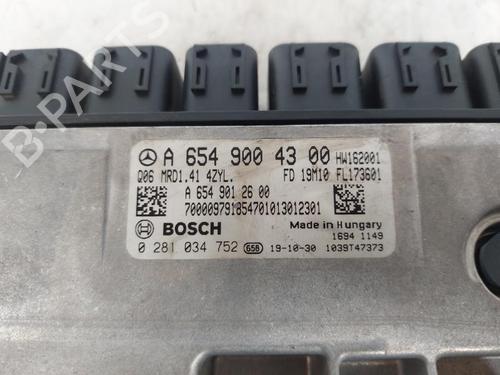 A 654 900 43 00 HW162001
Q06 MRD1.41 4ZYL. FD 19M10 FL173601
A 654 901 26 00
7000097918547010130123​01
BOSCH Made in Hungary
1694 1149
0 281 034 752 658 19-10-30 1039T47373
B-Parts